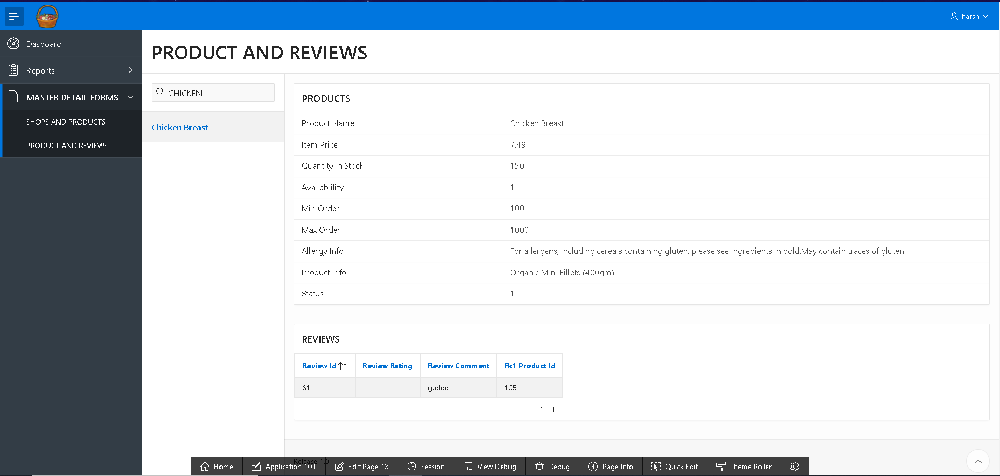 harsh
Dasboard
Reports
MASTER DETAIL FORMS
SHOPS AND PRODUCTS
PRODUCT AND REVIEWS
PRODUCT AND REVIEWS
CHICKEN
Chicken Breast
PRODUCTS
Product Name Chicken Breast
Item Price 7.49
Quantity In Stock 150
Availablility 1
Min Order 100
Max Order 1000
Allergy Info For allergens, including cereals containing gluten, please see ingredients in bold.May contain traces of gluten
Product Info Organic Mini Fillets (400gm)
Status 1
REVIEWS
Review Id Review Rating Review Comment Fk1 Product Id
61 1 guddd 105
1 - 1
Release 1.0
Home Application 101 Edit Page 13 Session View Debug Debug Page Info Quick Edit Theme Roller